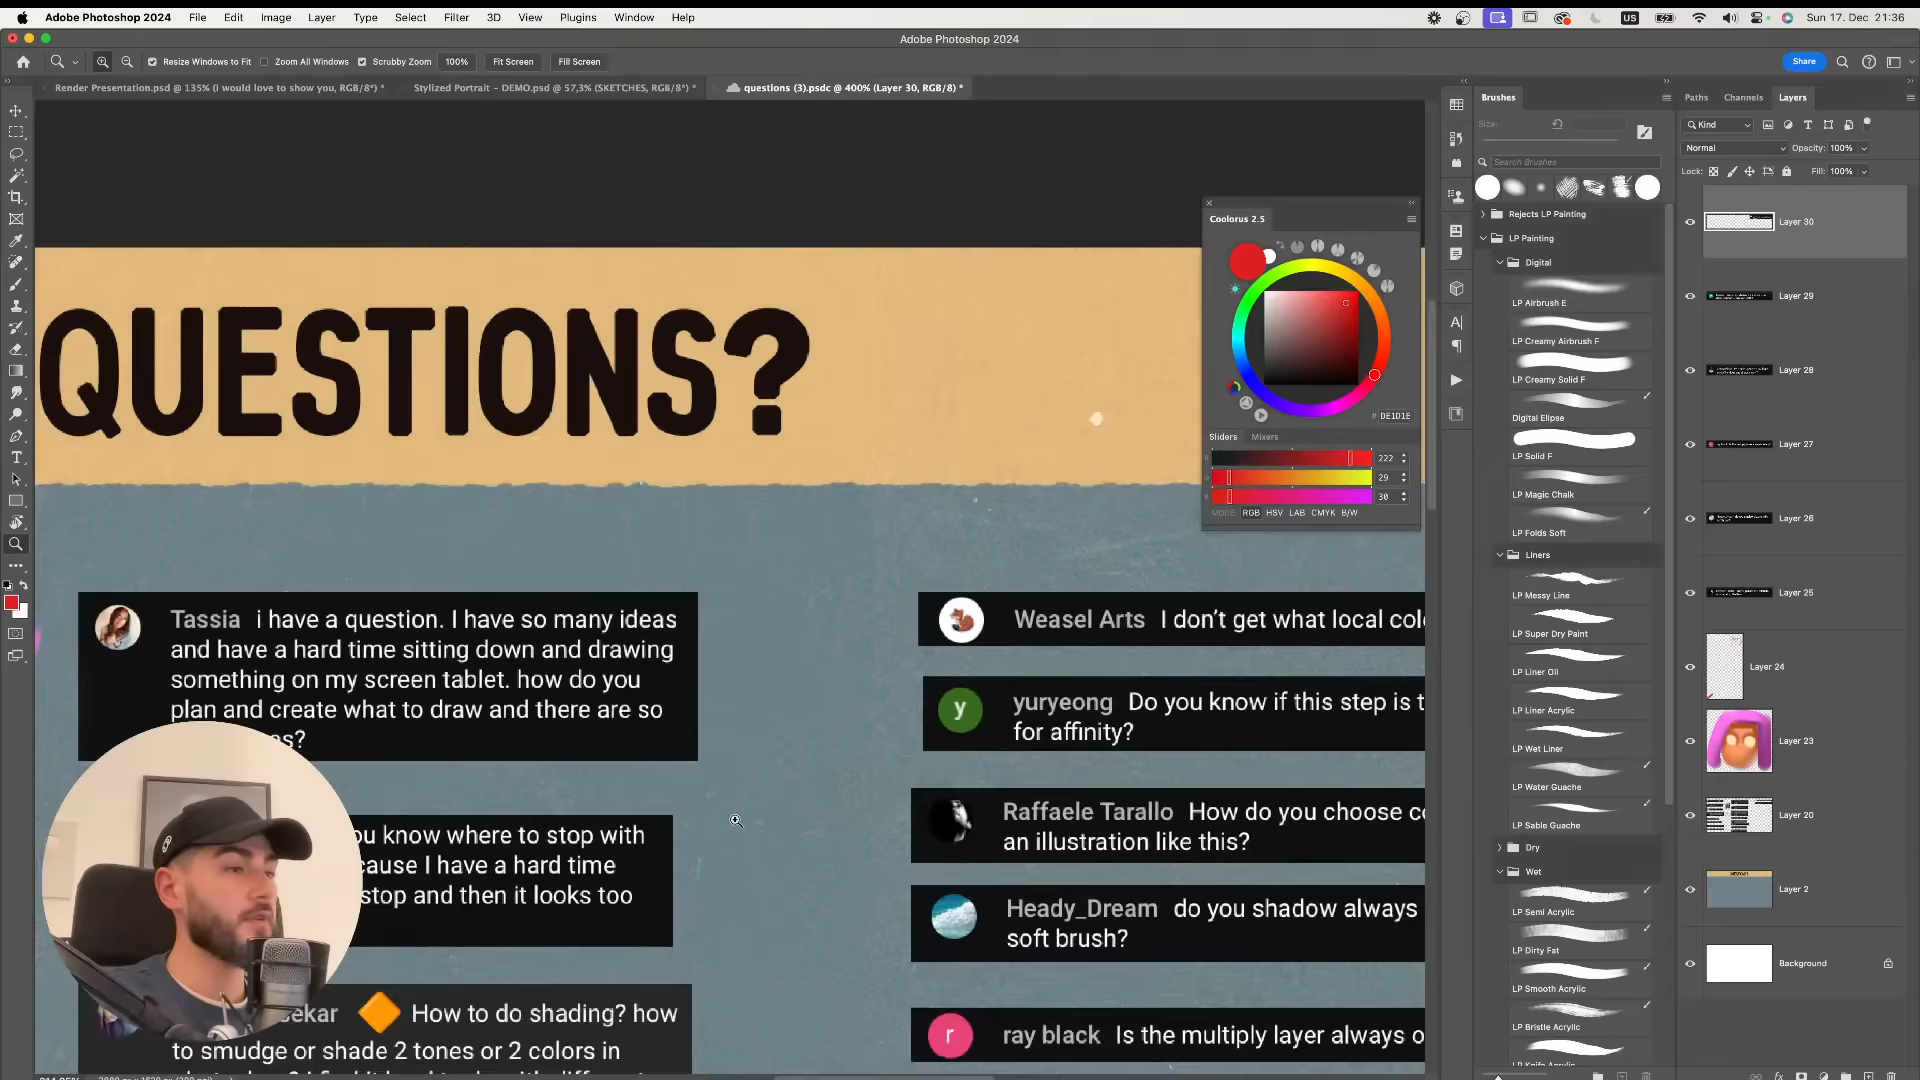 Adobe Photoshop 2024 File Edit Image Layer Type Select Filter 3D View Plugins Window Help
US
Sun 17. Dec 21:36
Adobe Photoshop 2024
Resize Windows to Fit Zoom All Windows Scrubby Zoom 100% Fit Screen Fill Screen
Share
Render Presentation.psd @ 135% (I would love to show you, RGB/8*) *
Stylized Portrait - DEMO.psd @ 57,3% (SKETCHES, RGB/8*) *
questions (3).psdc @ 400% (Layer 30, RGB/8) *
QUESTIONS?
Tassia i have a question. I have so many ideas
and have a hard time sitting down and drawing
something on my screen tablet. how do you
plan and create what to draw and there are so
ou know where to stop with
cause I have a hard time
stop and then it looks too
ekar How to do shading? how
to smudge or shade 2 tones or 2 colors in
Weasel Arts I don't get what local col
yuryeong Do you know if this step is t
for affinity?
Raffaele Tarallo How do you choose c
an illustration like this?
Heady_Dream do you shadow always
soft brush?
r
ray black Is the multiply layer always o
y
Coolorus 2.5
# DE1D1E
Sliders Mixers
222
29
30
MODE: RGB HSV LAB CMYK B/W
Brushes
Size:
Search Brushes
Rejects LP Painting
LP Painting
Digital
LP Airbrush E
LP Creamy Airbrush F
LP Creamy Solid F
Digital Elipse
LP Solid F
LP Magic Chalk
LP Folds Soft
Liners
LP Messy Line
LP Super Dry Paint
LP Liner Oil
LP Liner Acrylic
LP Wet Liner
LP Water Guache
LP Sable Guache
Dry
Wet
LP Semi Acrylic
LP Dirty Fat
LP Smooth Acrylic
LP Bristle Acrylic
Paths Channels Layers
Kind
Normal Opacity: 100%
Lock: Fill: 100%
Layer 30
Layer 29
Layer 28
Layer 27
Layer 26
Layer 25
Layer 24
Layer 23
Layer 20
Layer 2
Background